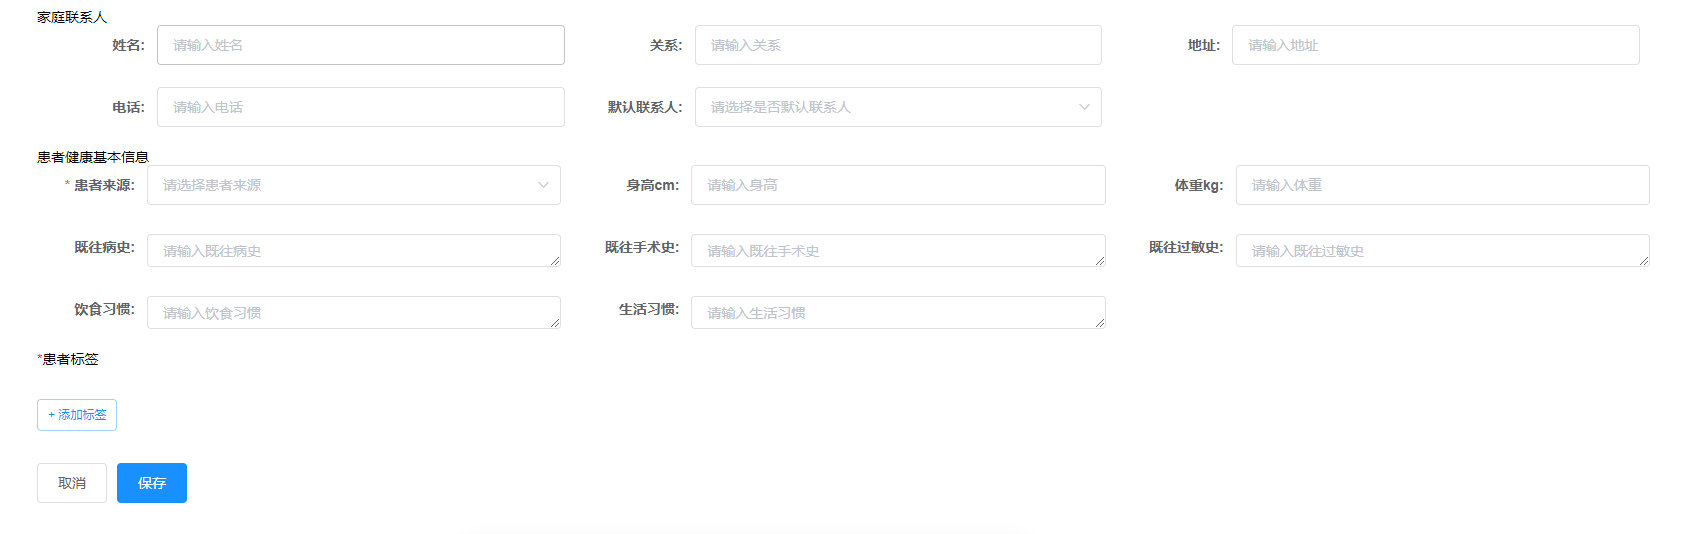 家庭联系人
姓名: 请输入姓名 关系: 请输入关系 地址: 请输入地址
电话: 请输入电话 默认联系人: 请选择是否默认联系人
患者健康基本信息
* 患者来源: 请选择患者来源 身高cm: 请输入身高 体重kg: 请输入体重
既往病史: 请输入既往病史 既往手术史: 请输入既往手术史 既往过敏史: 请输入既往过敏史
饮食习惯: 请输入饮食习惯 生活习惯: 请输入生活习惯
*患者标签
+ 添加标签
取消 保存